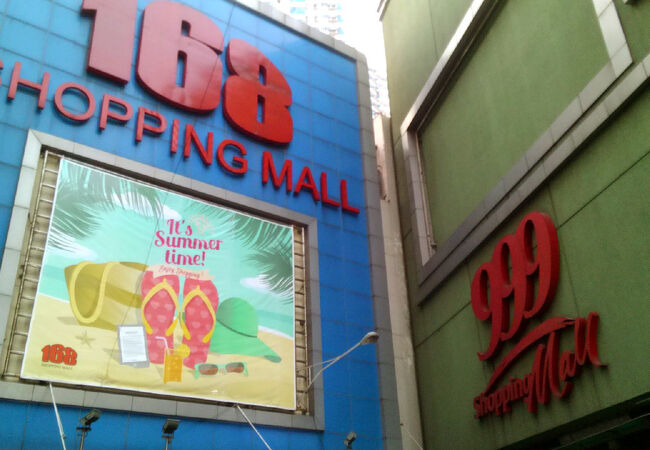 168
SHOPPING MALL
It's
Summer
time!
Enjoy Shopping!
168
SHOPPING MALL
999
Shopping Mall